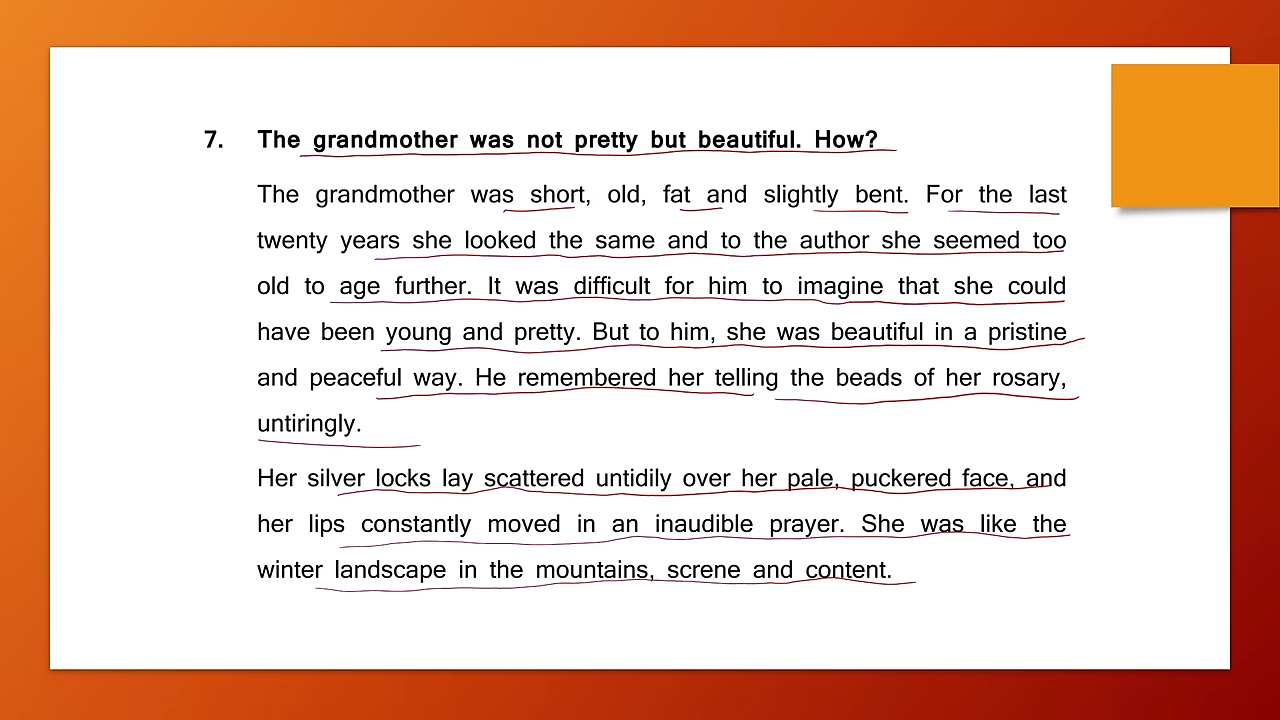 7. The grandmother was not pretty but beautiful. How?
The grandmother was short, old, fat and slightly bent. For the last
twenty years she looked the same and to the author she seemed too
old to age further. It was difficult for him to imagine that she could
have been young and pretty. But to him, she was beautiful in a pristine
and peaceful way. He remembered her telling the beads of her rosary,
untiringly.
Her silver locks lay scattered untidily over her pale, puckered face, and
her lips constantly moved in an inaudible prayer. She was like the
winter landscape in the mountains, screne and content.